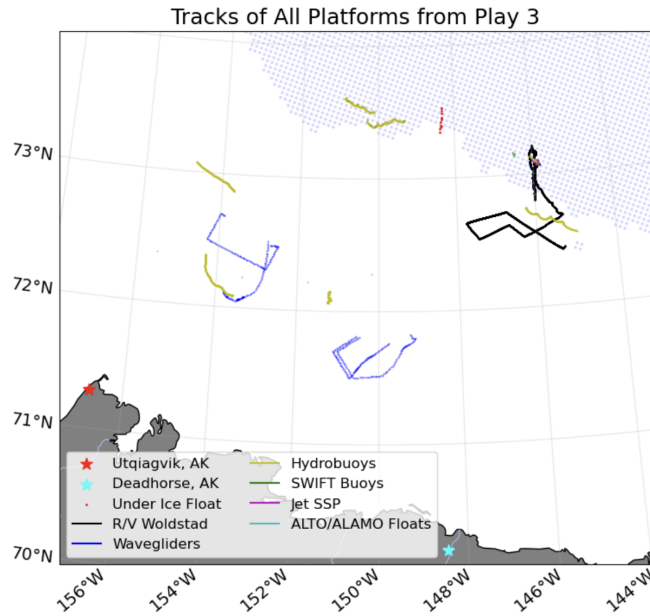 Tracks of All Platforms from Play 3
73°N
72°N
71°N
70°N
Utqiagvik, AK
Deadhorse, AK
Under Ice Float
R/V Woldstad
Wavegliders
Hydrobuoys
SWIFT Buoys
Jet SSP
ALTO/ALAMO Floats
156°W
154°W
152°W
150°W
148°W
146°W
144°W